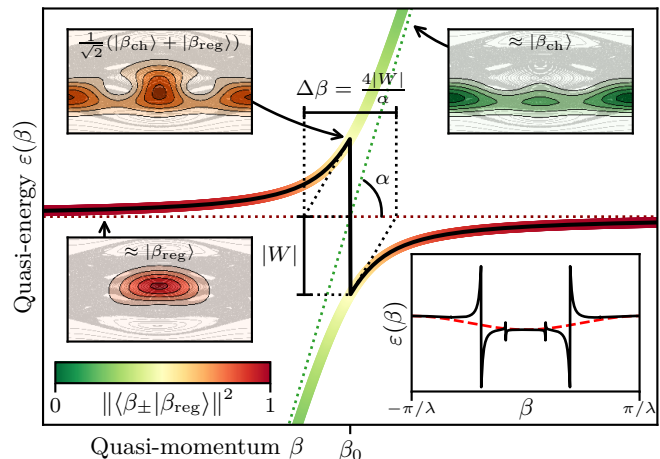 1/√2(|β_ch⟩ + |β_reg⟩)
Δβ = 4|W|/α
≈ |β_ch⟩
α
|W|
≈ |β_reg⟩
Quasi-energy ε(β)
0
‖⟨β±|β_reg⟩‖²
1
ε(β)
−π/λ
β
π/λ
Quasi-momentum β
β₀